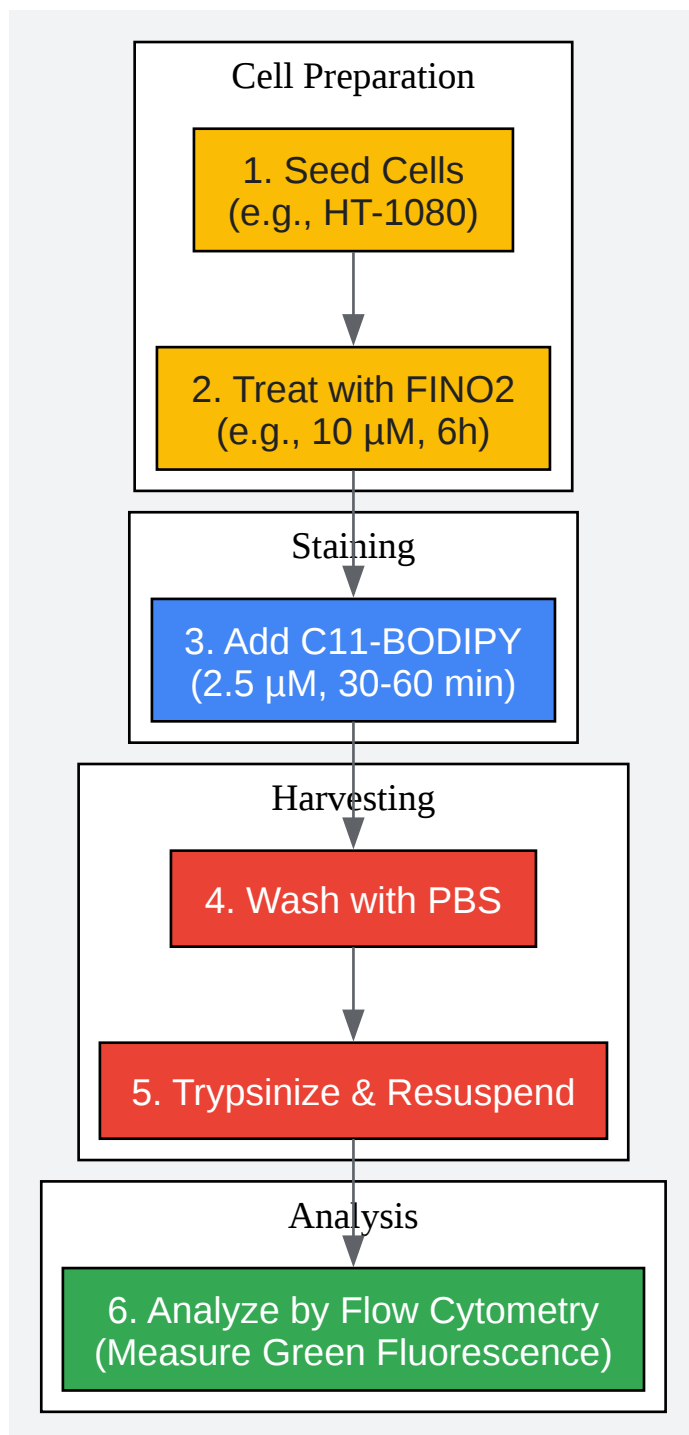 Cell Preparation
1. Seed Cells
(e.g., HT-1080)
2. Treat with FINO2
(e.g., 10 µM, 6h)
Staining
3. Add C11-BODIPY
(2.5 µM, 30-60 min)
Harvesting
4. Wash with PBS
5. Trypsinize & Resuspend
Analysis
6. Analyze by Flow Cytometry
(Measure Green Fluorescence)